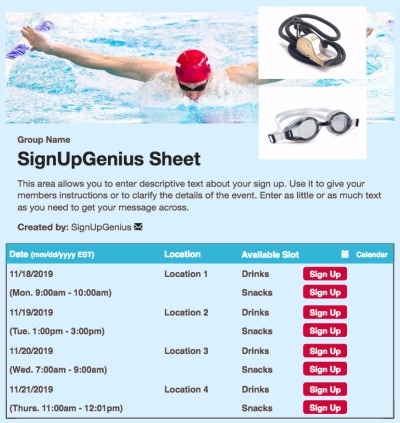 Group Name
SignUpGenius Sheet
This area allows you to enter descriptive text about your sign up. Use it to give your
members instructions or to clarify the details of the event. Enter as little or as much text
as you need to get your message across.
Created by: SignUpGenius
Date (mm/dd/yyyy EST) Location Available Slot Calendar
11/18/2019 Location 1 Drinks Sign Up
(Mon. 9:00am - 10:00am) Snacks Sign Up
11/19/2019 Location 2 Drinks Sign Up
(Tue. 1:00pm - 3:00pm) Snacks Sign Up
11/20/2019 Location 3 Drinks Sign Up
(Wed. 7:00am - 9:00am) Snacks Sign Up
11/21/2019 Location 4 Drinks Sign Up
(Thurs. 11:00am - 12:01pm) Snacks Sign Up